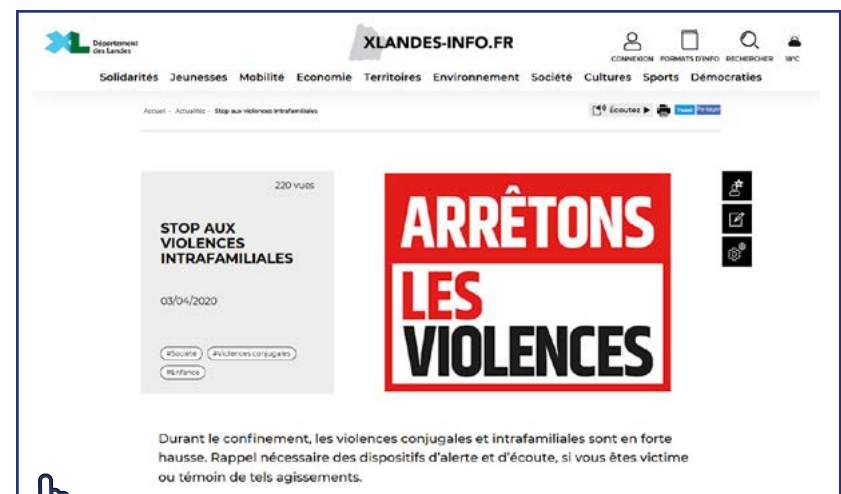 XL Département des Landes
XLANDES-INFO.FR
CONNEXION FORMATS D'INFO RECHERCHER 18°C
Solidarités Jeunesses Mobilité Economie Territoires Environnement Société Cultures Sports Démocraties
Accueil - Actualités - Stop aux violences intrafamiliales
Écoutez Tweet Partager
220 vues
STOP AUX
VIOLENCES
INTRAFAMILIALES
03/04/2020
#Société #Violences conjugales
#Enfance
ARRÊTONS
LES
VIOLENCES
Durant le confinement, les violences conjugales et intrafamiliales sont en forte
hausse. Rappel nécessaire des dispositifs d'alerte et d'écoute, si vous êtes victime
ou témoin de tels agissements.